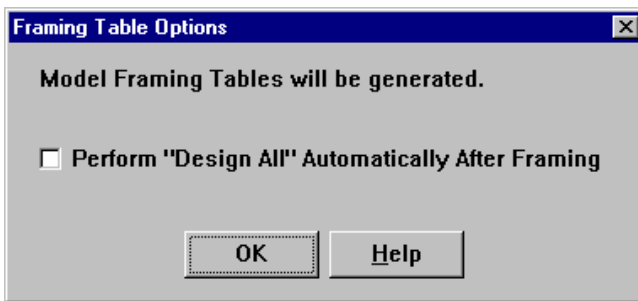 Framing Table Options
Model Framing Tables will be generated.
Perform "Design All" Automatically After Framing
OK Help